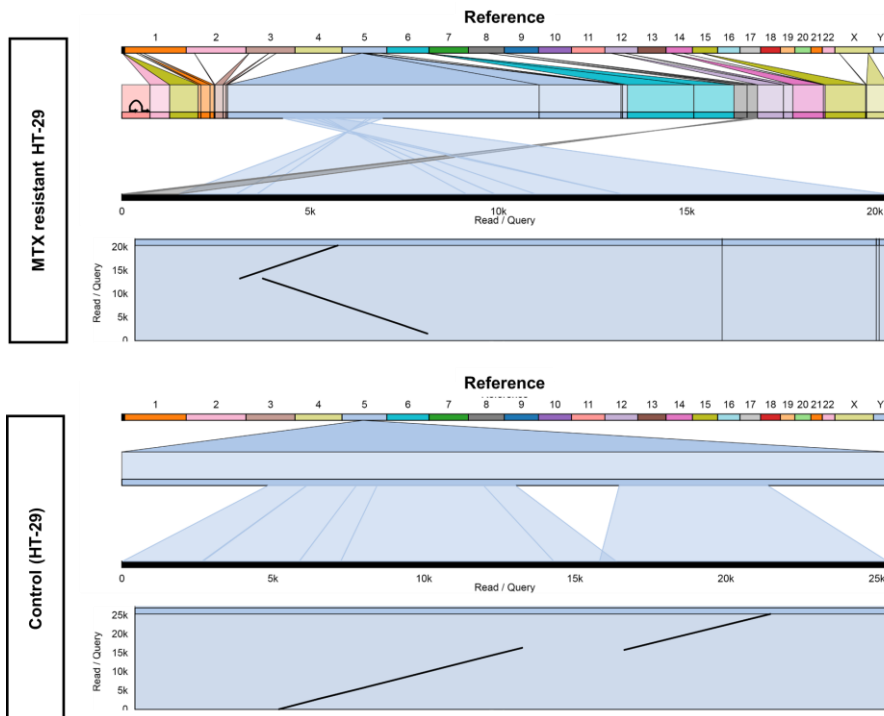 Reference
1 2 3 4 5 6 7 8 9 10 11 12 13 14 15 16 17 18 19 20 21 22 X Y
MTX resistant HT-29
0 5k 10k 15k 20k
Read / Query
20k
15k
10k
5k
0
Read / Query
Reference
1 2 3 4 5 6 7 8 9 10 11 12 13 14 15 16 17 18 19 20 21 22 X Y
Control (HT-29)
0 5k 10k 15k 20k 25k
Read / Query
25k
20k
15k
10k
5k
0
Read / Query